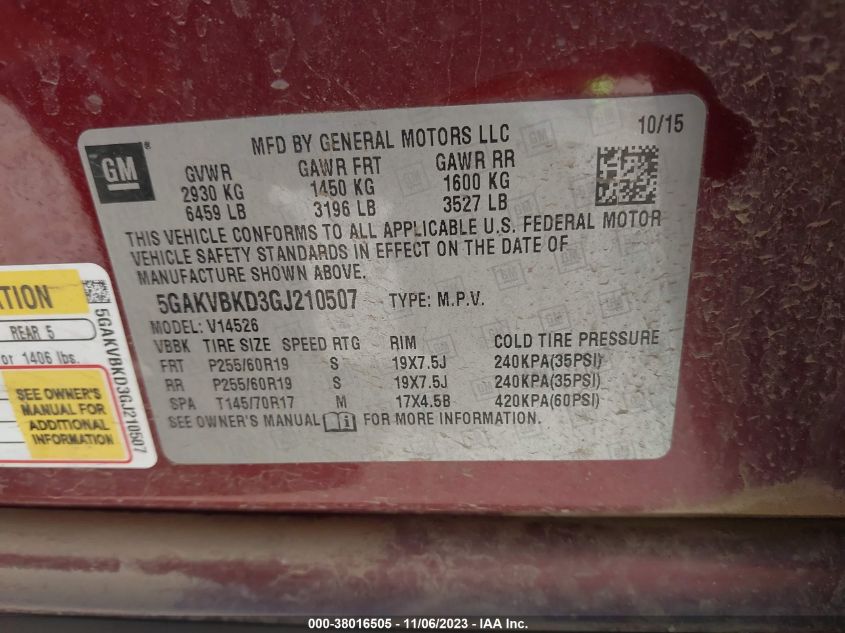 GM ®
MFD BY GENERAL MOTORS LLC
10/15
GVWR GAWR FRT GAWR RR
2930 KG 1450 KG 1600 KG
6459 LB 3196 LB 3527 LB
THIS VEHICLE CONFORMS TO ALL APPLICABLE U.S. FEDERAL MOTOR
VEHICLE SAFETY STANDARDS IN EFFECT ON THE DATE OF
MANUFACTURE SHOWN ABOVE.
5GAKVBKD3GJ210507 TYPE: M.P.V.
MODEL: V14526
VBBK TIRE SIZE SPEED RTG RIM COLD TIRE PRESSURE
FRT P255/60R19 S 19X7.5J 240KPA(35PSI)
RR P255/60R19 S 19X7.5J 240KPA(35PSI)
SPA T145/70R17 M 17X4.5B 420KPA(60PSI)
SEE OWNER'S MANUAL i FOR MORE INFORMATION.
ATION
REAR 5
or 1406 lbs.
SEE OWNER'S
MANUAL FOR
ADDITIONAL
INFORMATION
5GAKVBKD3GJ210507
000-38016505 - 11/06/2023 - IAA Inc.